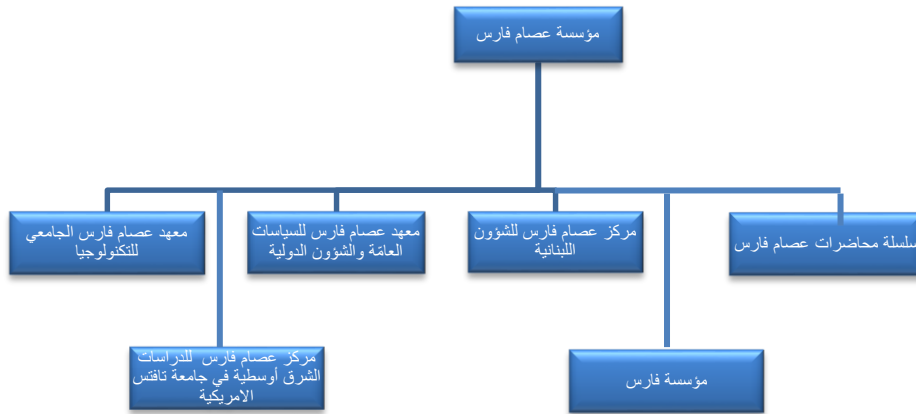 مؤسسة عصام فارس
سلسلة محاضرات عصام فارس
مركز عصام فارس للشؤون
اللبنانية
معهد عصام فارس للسياسات
العامّة والشؤون الدولية
معهد عصام فارس الجامعي
للتكنولوجيا
مؤسسة فارس
مركز عصام فارس للدراسات
الشرق أوسطية في جامعة تافتس
الامريكية